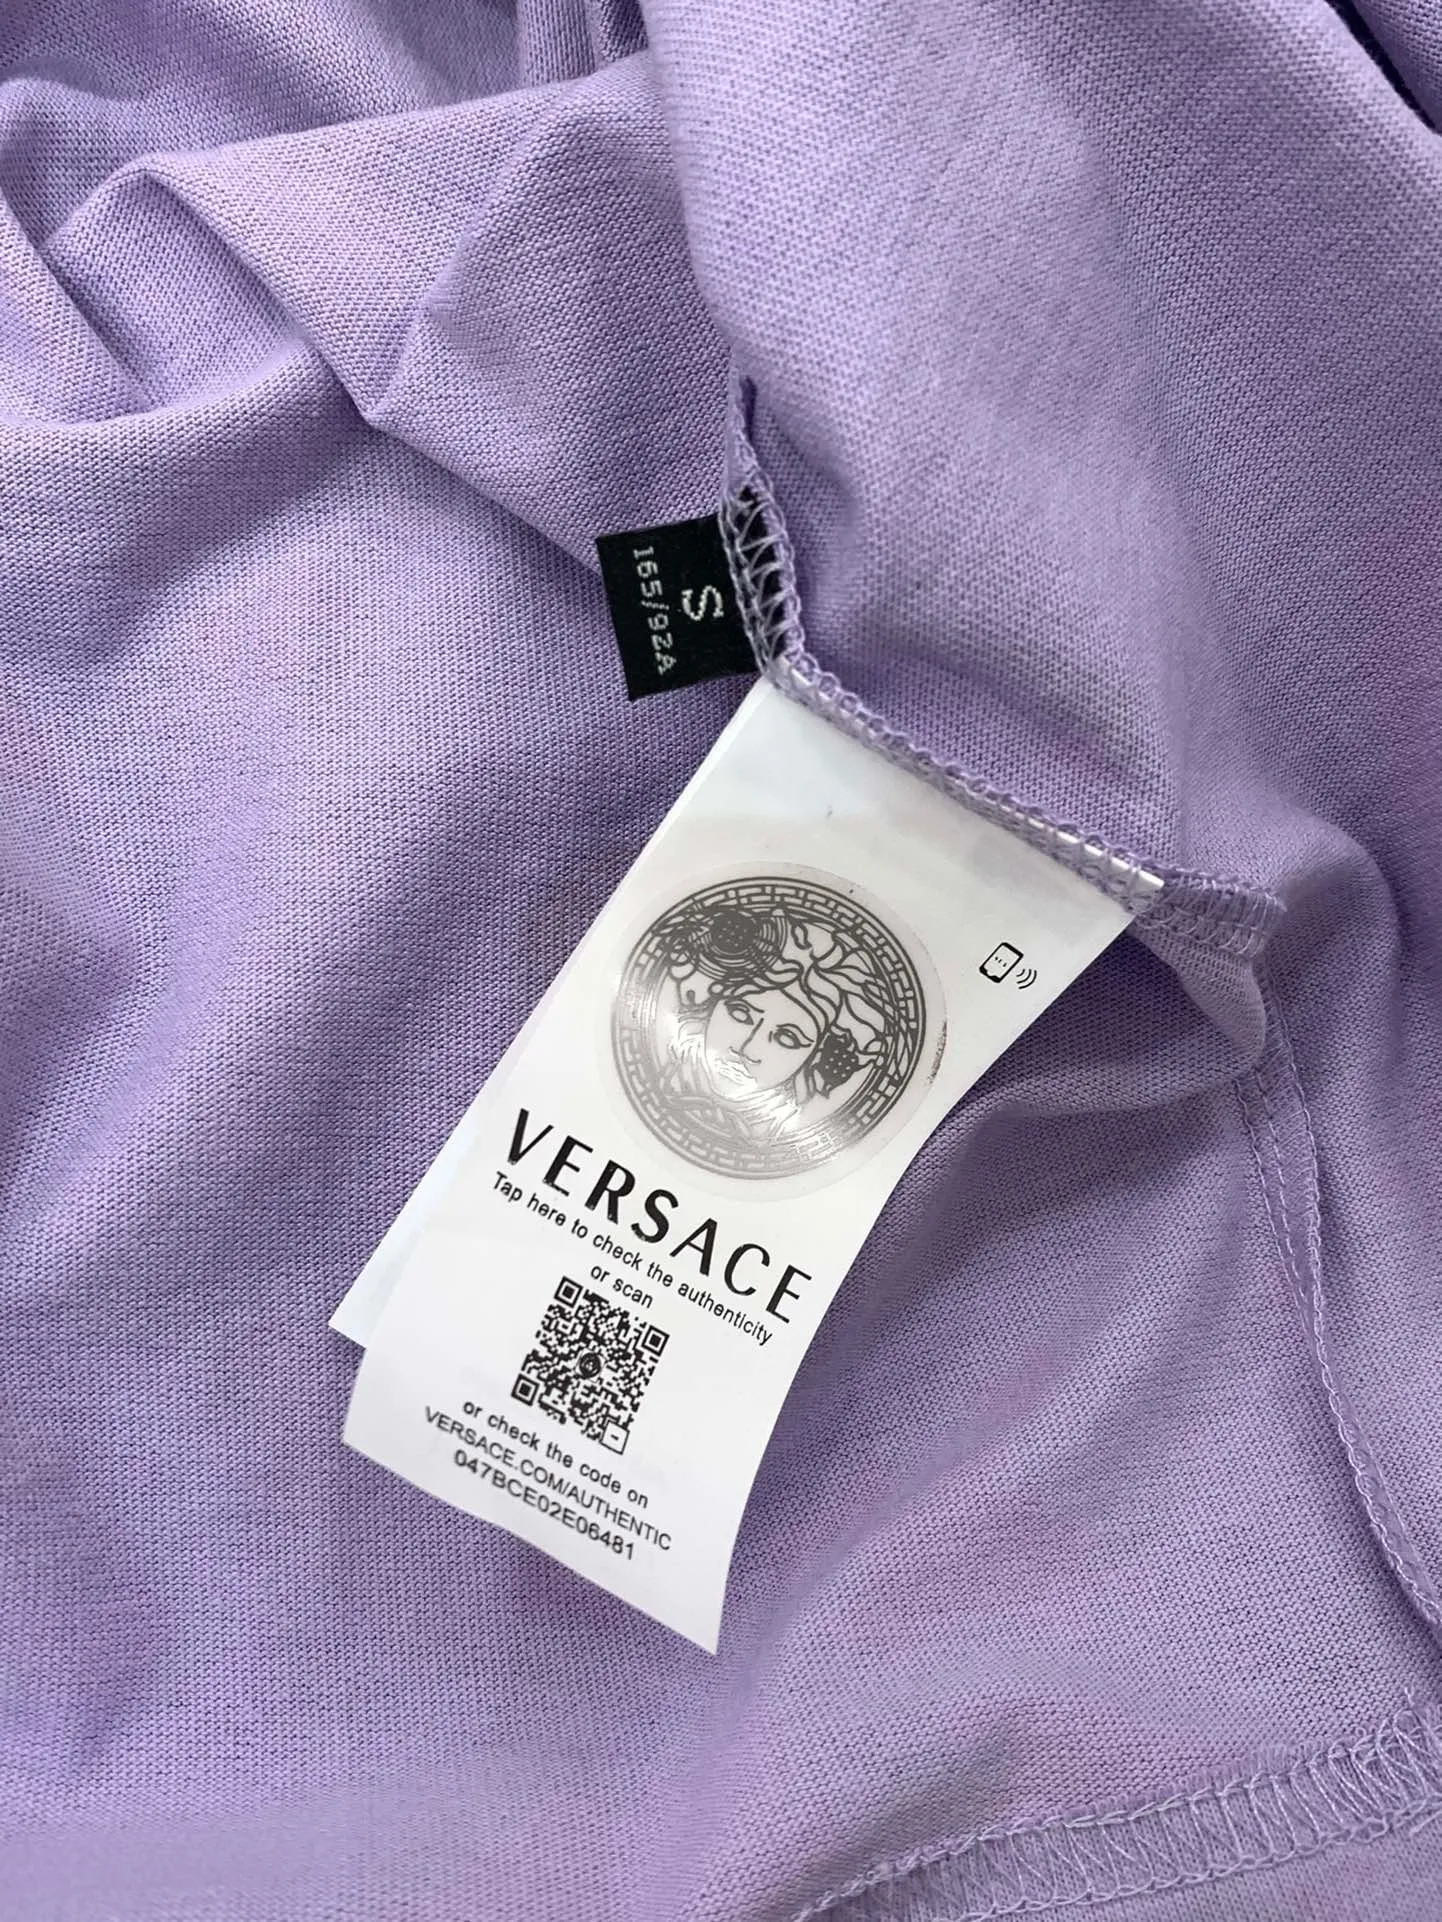 S
165/92A
VERSACE
Tap here to check the authenticity
or scan
or check the code on
VERSACE.COM/AUTHENTIC
047BCE02E06481